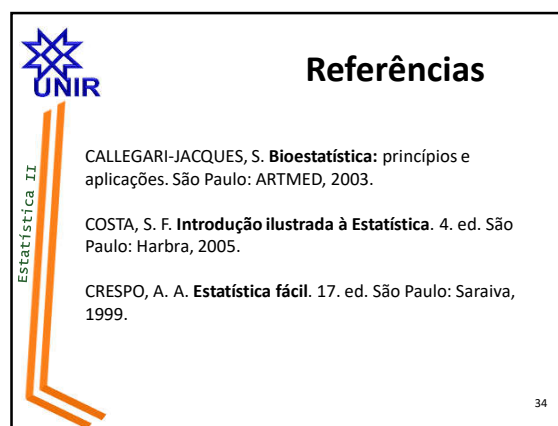 UNIR
Referências
Estatística II
CALLEGARI-JACQUES, S. Bioestatística: princípios e
aplicações. São Paulo: ARTMED, 2003.
COSTA, S. F. Introdução ilustrada à Estatística. 4. ed. São
Paulo: Harbra, 2005.
CRESPO, A. A. Estatística fácil. 17. ed. São Paulo: Saraiva,
1999.
34